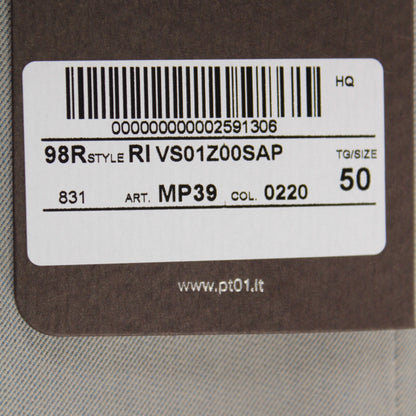 HQ
000000000002591306
98R STYLE RI VS01Z00SAP TG/SIZE
831 ART. MP39 COL. 0220 50
www.pt01.it